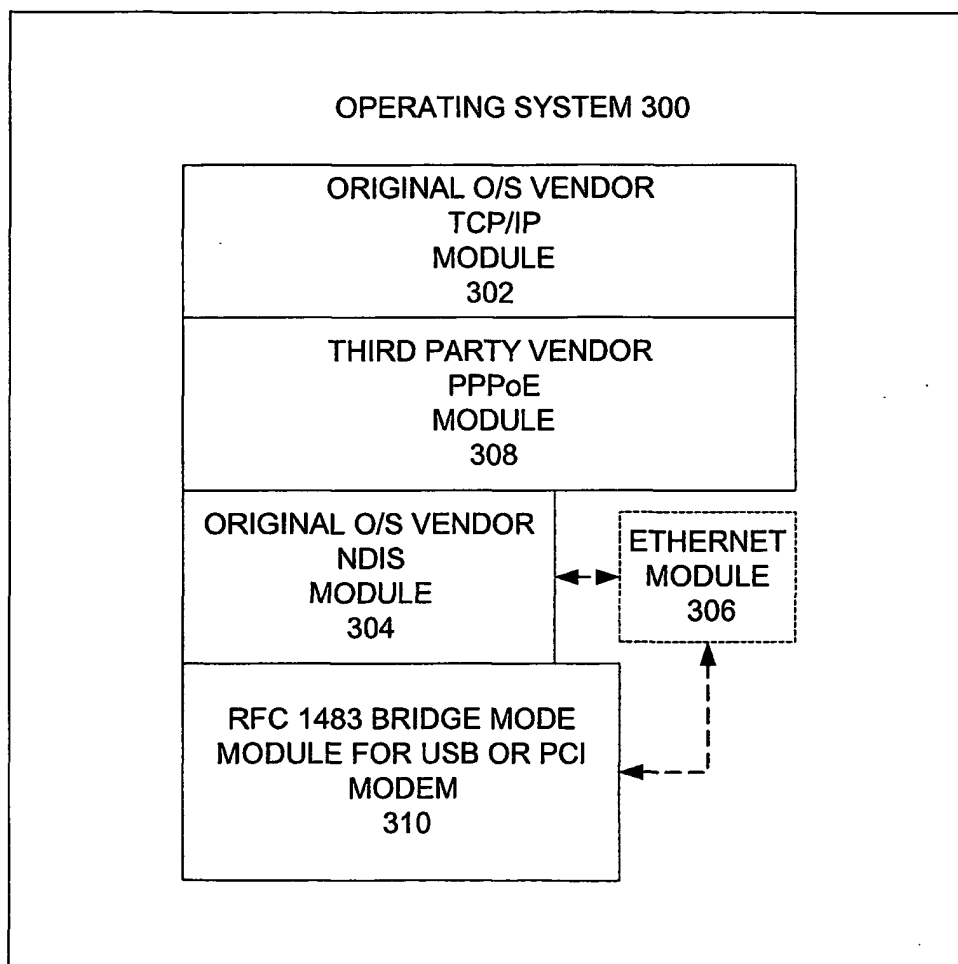 OPERATING SYSTEM 300
ORIGINAL O/S VENDOR
TCP/IP
MODULE
302
THIRD PARTY VENDOR
PPPoE
MODULE
308
ORIGINAL O/S VENDOR
NDIS
MODULE
304
ETHERNET
MODULE
306
RFC 1483 BRIDGE MODE
MODULE FOR USB OR PCI
MODEM
310